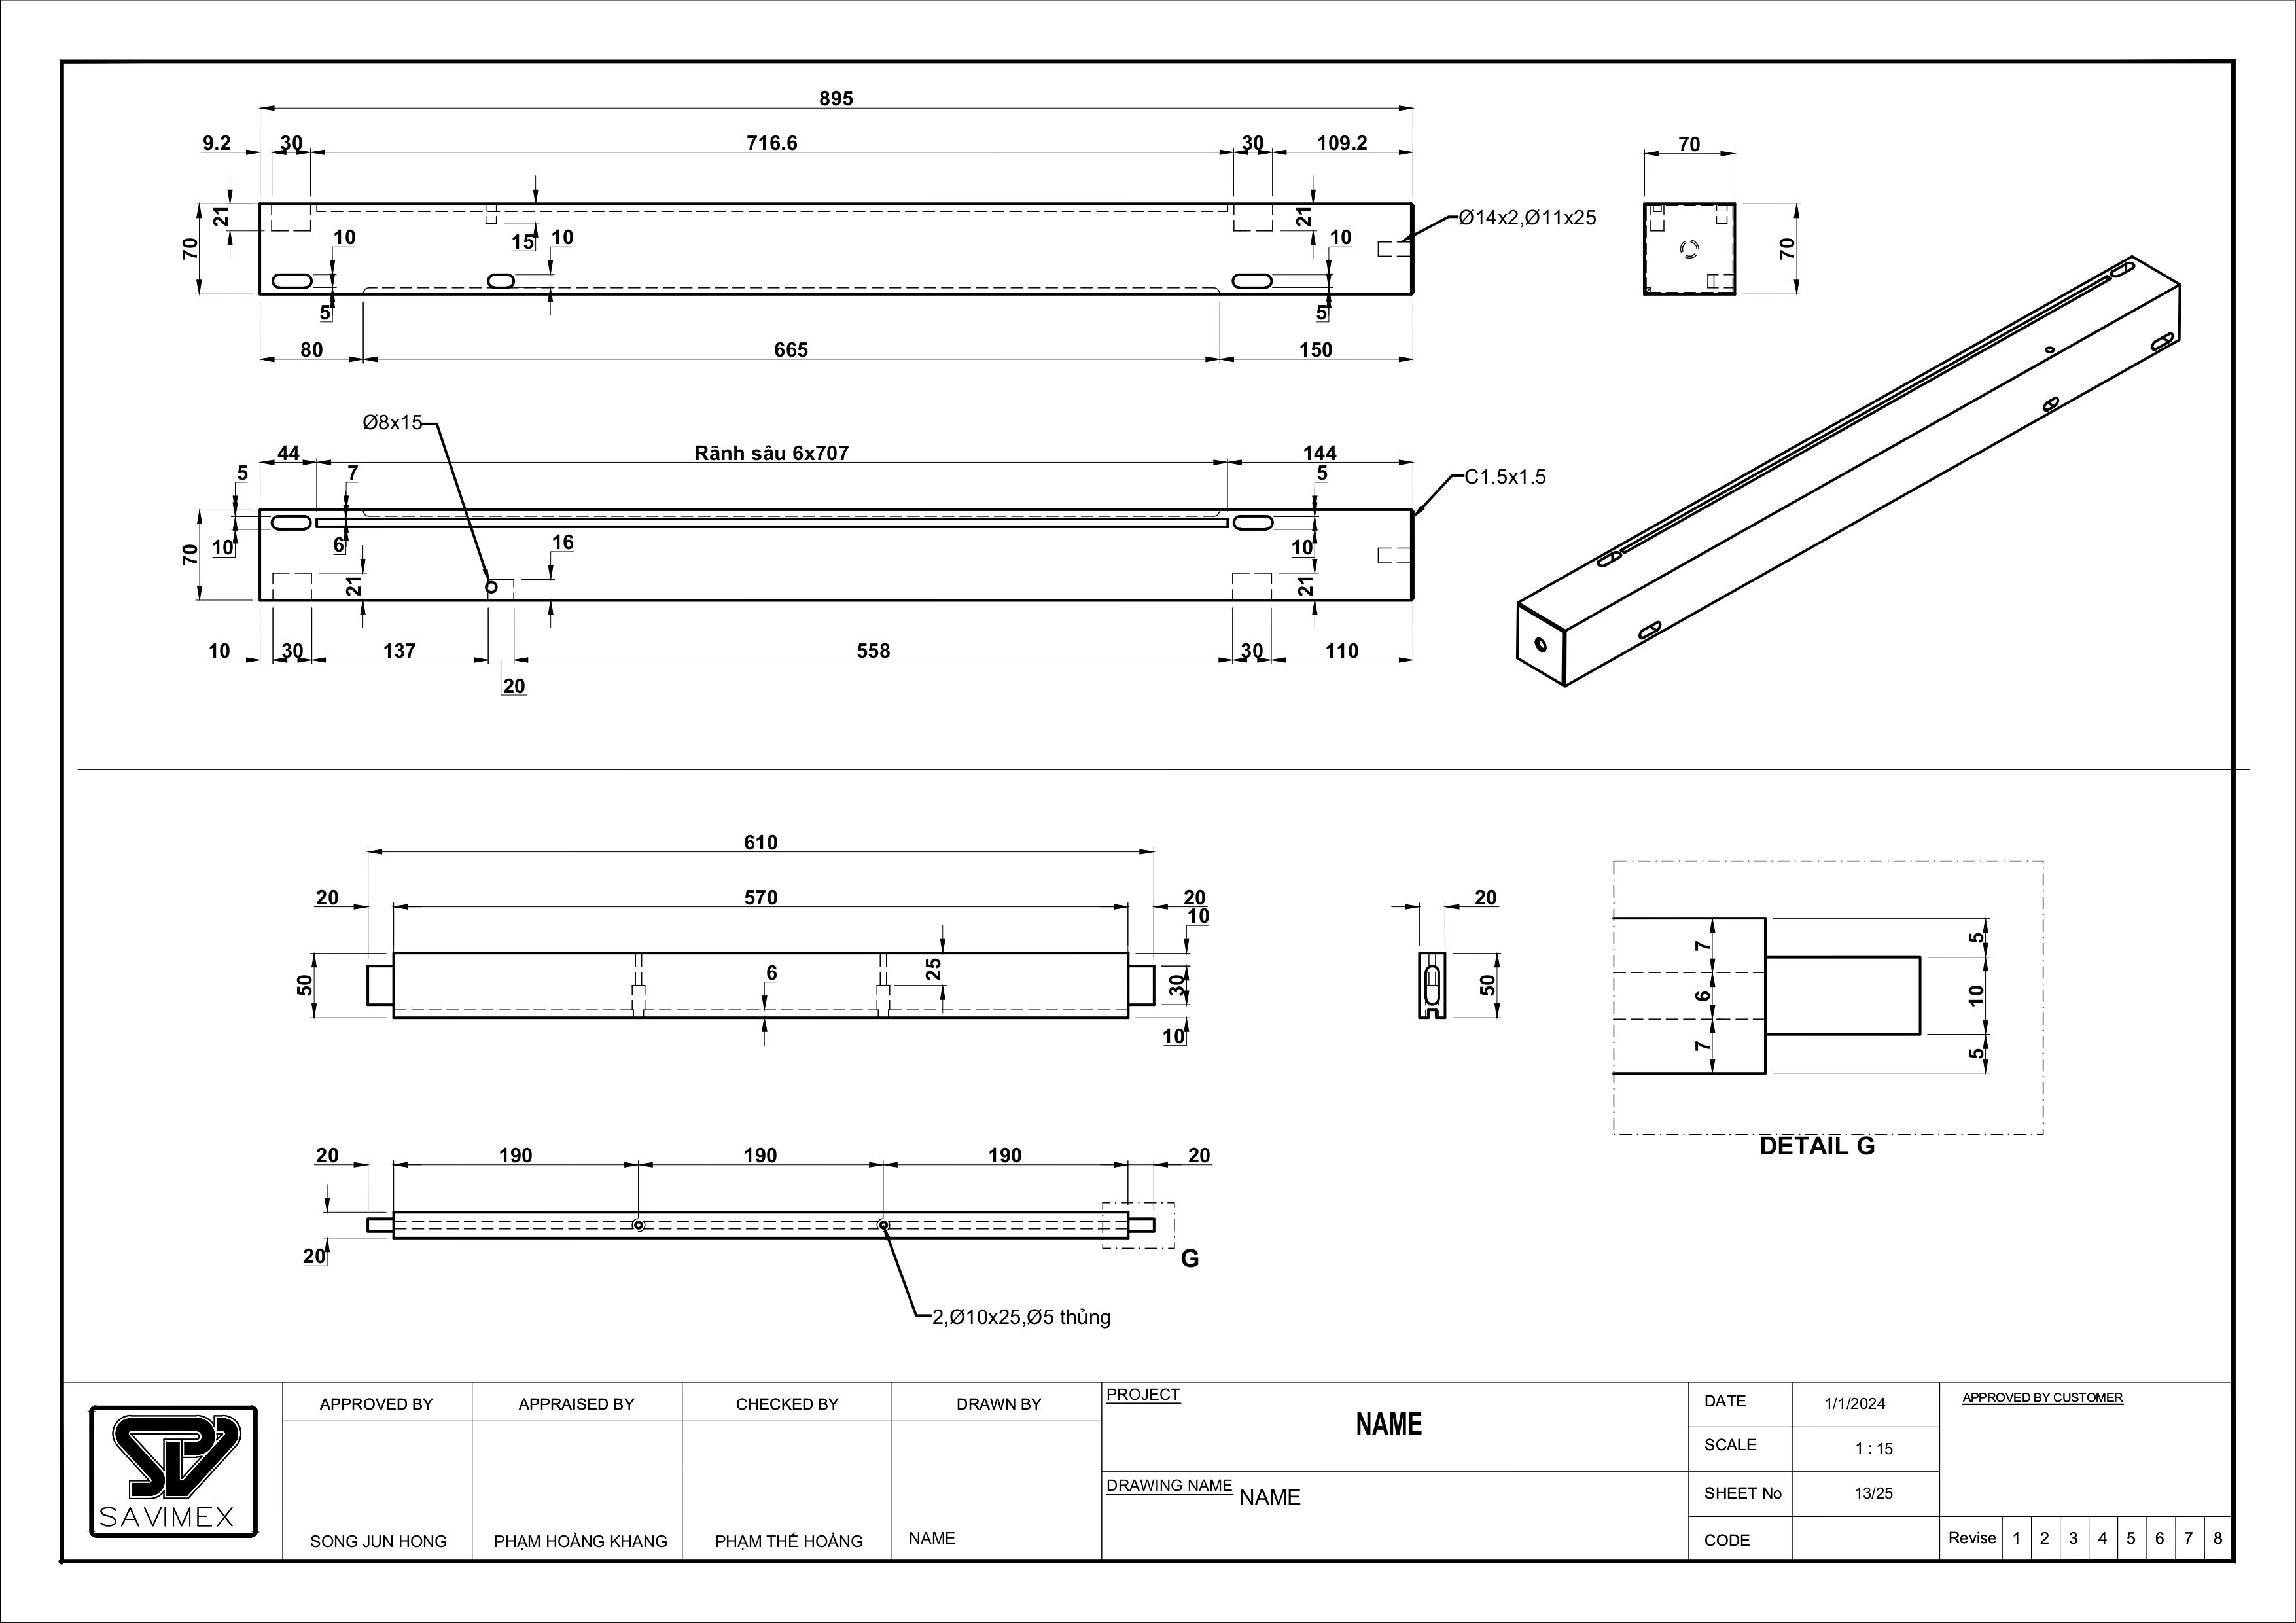 895
9.2 30 716.6 30 109.2
70
21
70
10
15
10
21
10
Ø14x2,Ø11x25
70
5
5
80 665 150
Ø8x15
44 Rãnh sâu 6x707 144
5
7
5
C1.5x1.5
70
10
6
16
10
21
21
10 30 137 558 30 110
20
610
20 570 20
10
20
50
6
25
30
50
10
7
6
7
5
10
5
DETAIL G
20 190 190 190 20
20
G
2,Ø10x25,Ø5 thủng
APPROVED BY
APPRAISED BY
CHECKED BY
DRAWN BY
PROJECT
NAME
DATE
1/1/2024
APPROVED BY CUSTOMER
SCALE
1 : 15
DRAWING NAME
NAME
SHEET No
13/25
SAVIMEX
SONG JUN HONG
PHẠM HOÀNG KHANG
PHẠM THẾ HOÀNG
NAME
CODE
Revise 1 2 3 4 5 6 7 8